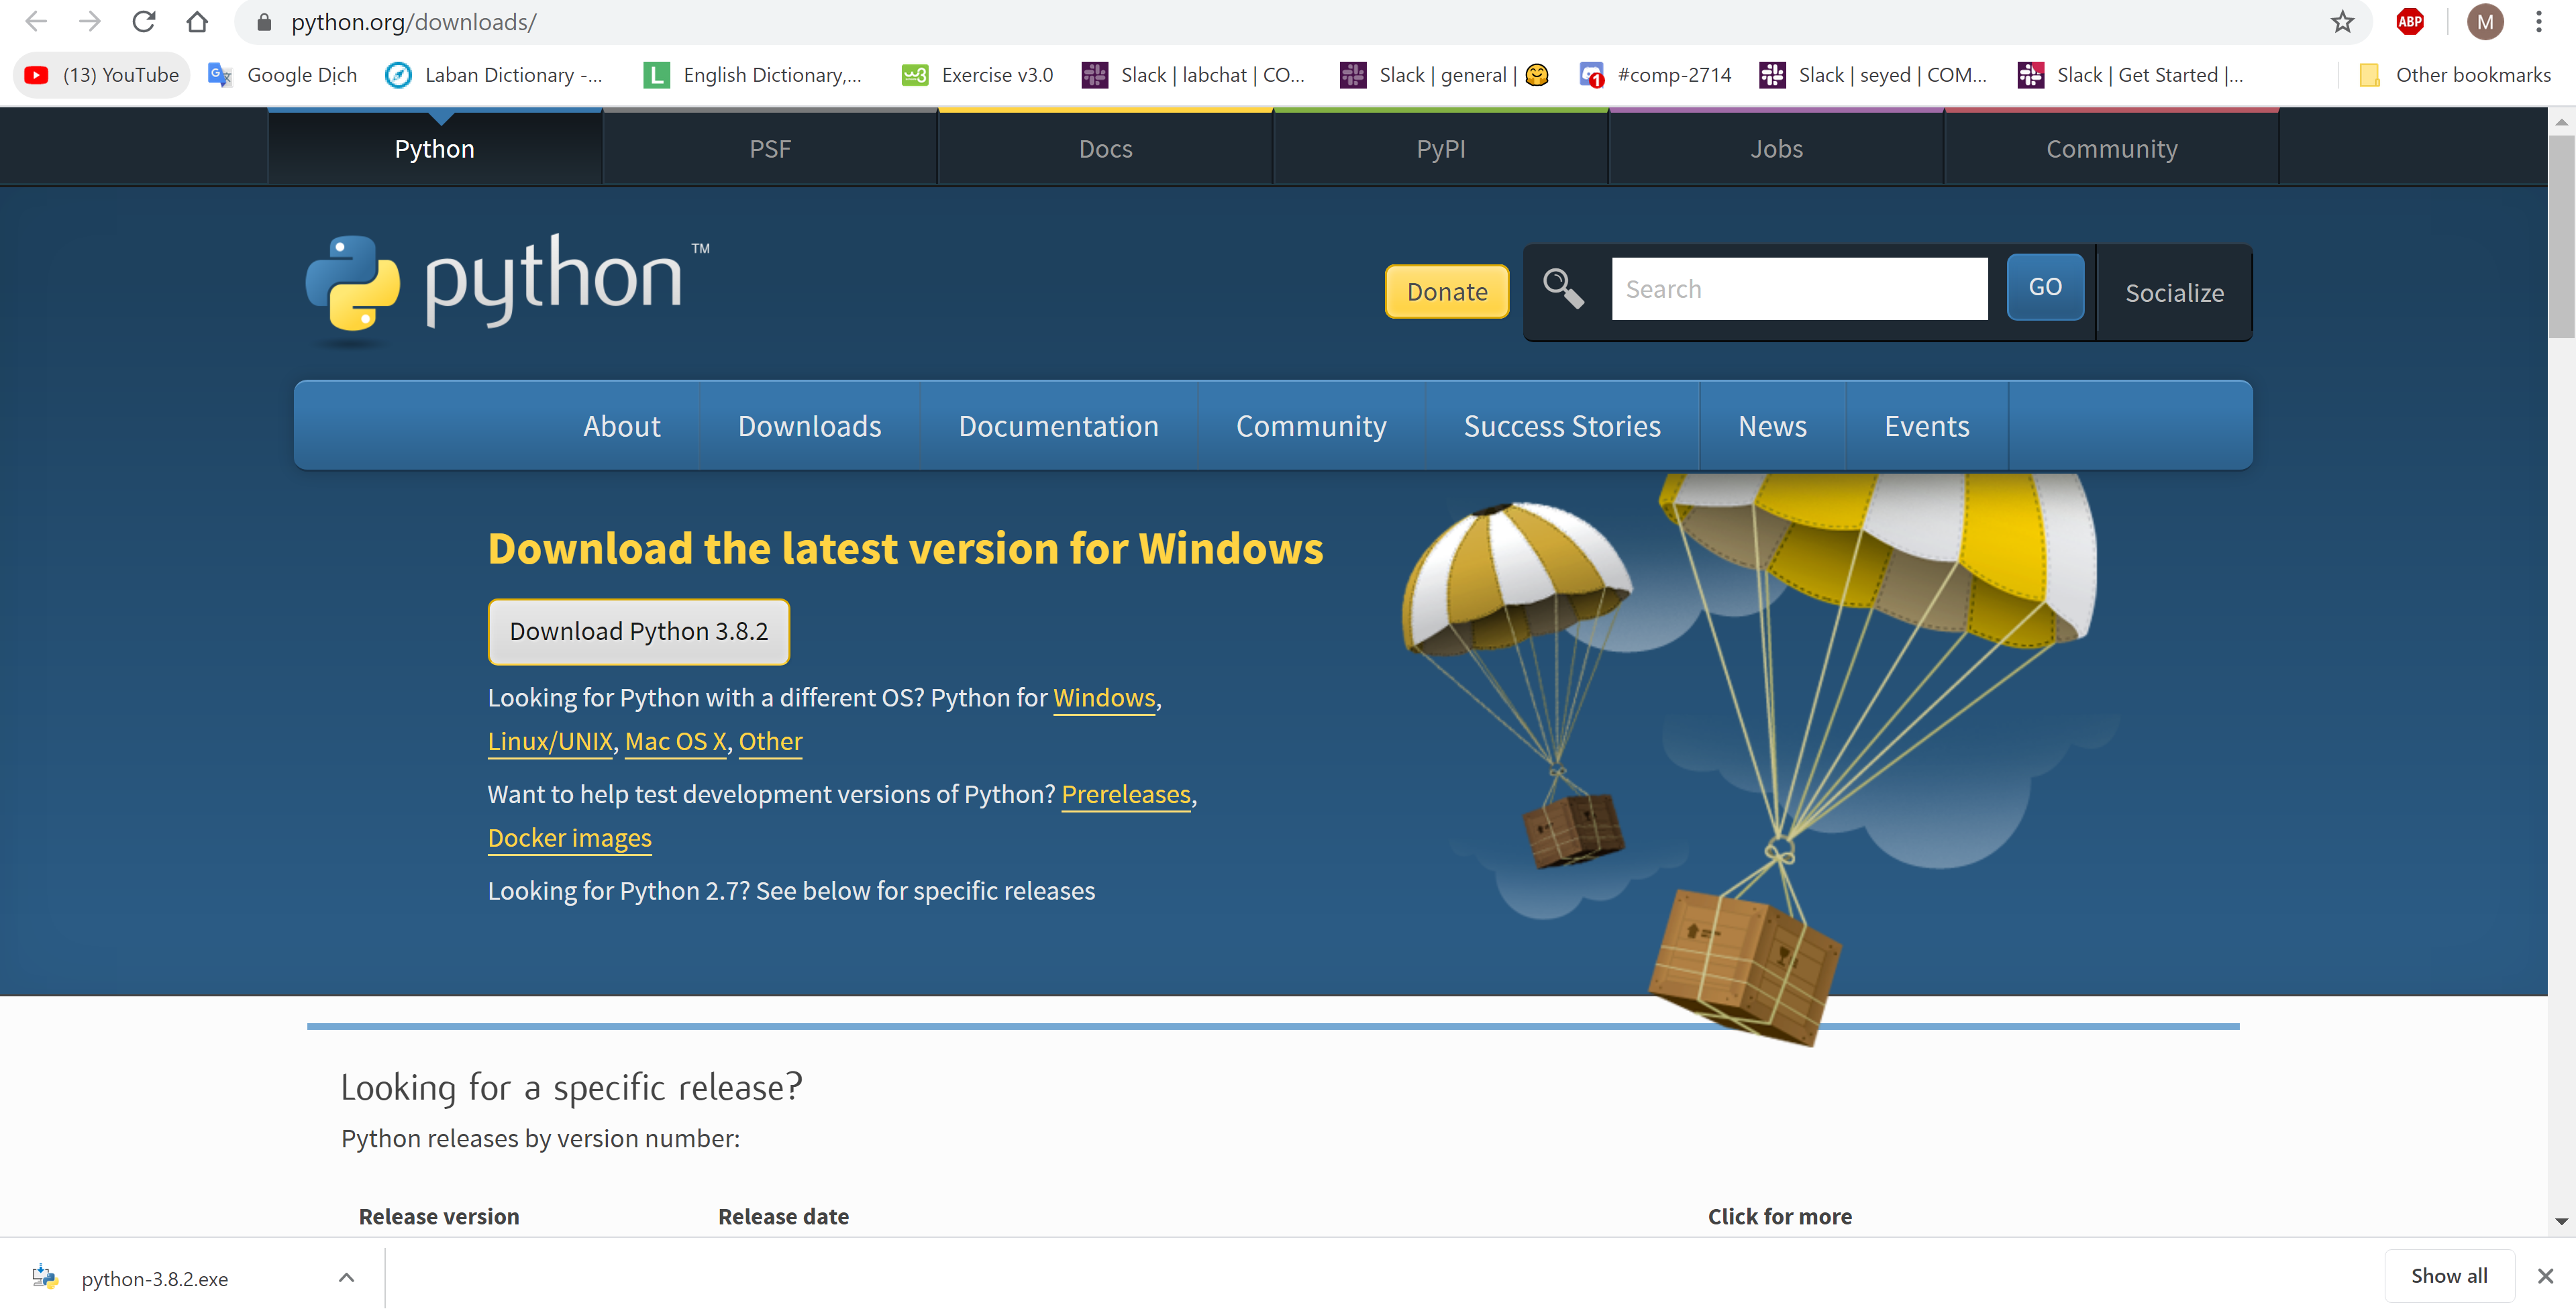 python.org/downloads/
ABP
M
(13) YouTube
Google Dịch
Laban Dictionary -...
L
English Dictionary,...
w3
Exercise v3.0
Slack | labchat | CO...
Slack | general | 🤗
1
#comp-2714
Slack | seyed | COM...
Slack | Get Started |...
Other bookmarks
Python
PSF
Docs
PyPI
Jobs
Community
python™
Donate
Search
GO
Socialize
About
Downloads
Documentation
Community
Success Stories
News
Events
Download the latest version for Windows
Download Python 3.8.2
Looking for Python with a different OS? Python for Windows,
Linux/UNIX, Mac OS X, Other
Want to help test development versions of Python? Prereleases,
Docker images
Looking for Python 2.7? See below for specific releases
Looking for a specific release?
Python releases by version number:
Release version
Release date
Click for more
python-3.8.2.exe
Show all